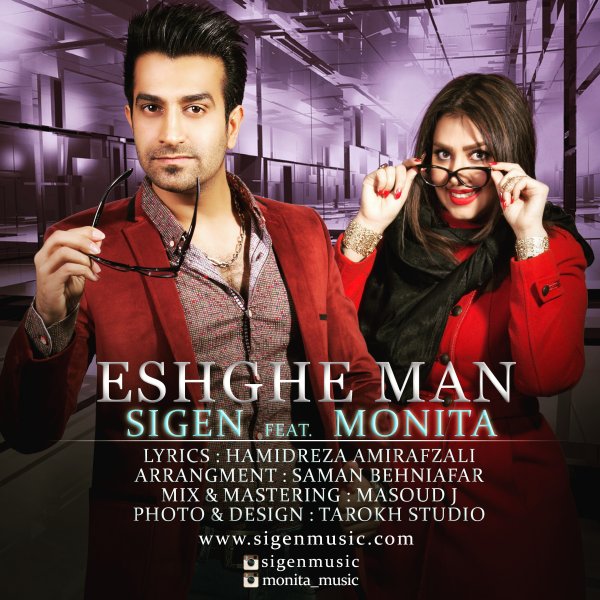 ESHGHE MAN
SIGEN FEAT. MONITA
LYRICS : HAMIDREZA AMIRAFZALI
ARRANGMENT : SAMAN BEHNIAFAR
MIX & MASTERING : MASOUD J
PHOTO & DESIGN : TAROKH STUDIO
www.sigenmusic.com
sigenmusic
monita_music